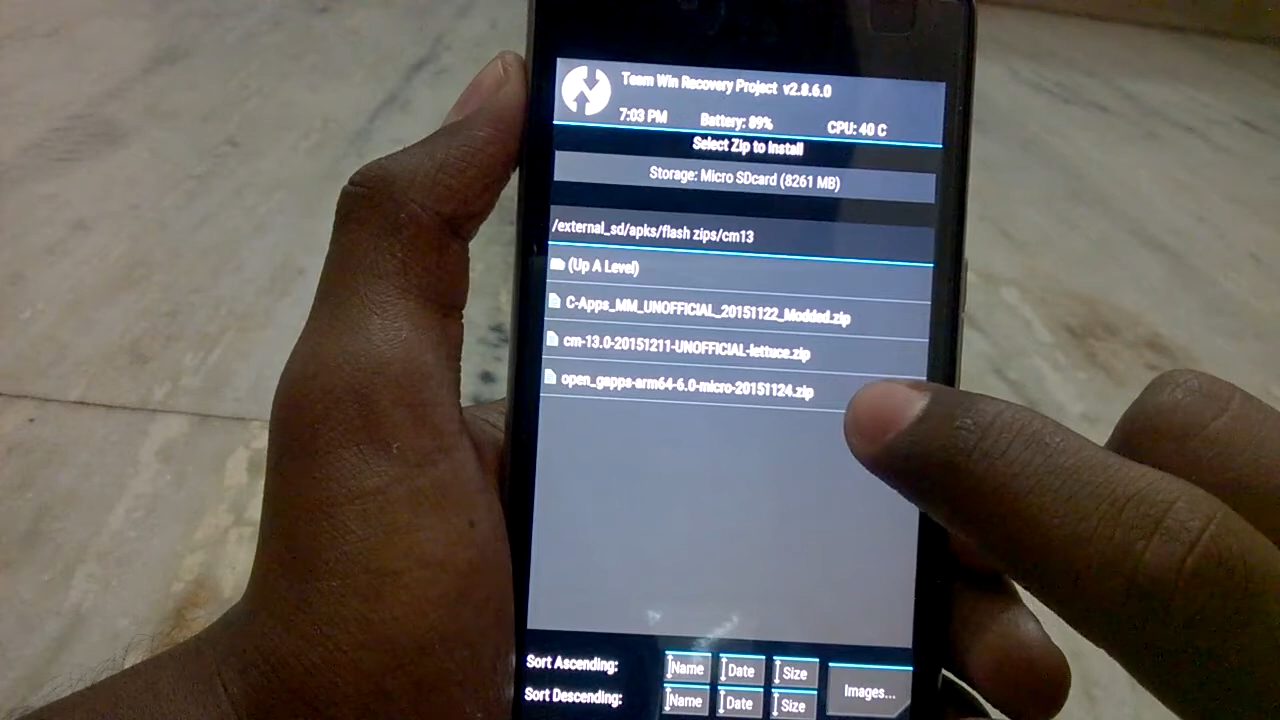 Team Win Recovery Project v2.8.6.0
7:03 PM Battery: 89% CPU: 40 C
Select Zip to Install
Storage: Micro SDcard (8261 MB)
/external_sd/apks/flash zips/cm13
(Up A Level)
C-Apps_MM_UNOFFICIAL_20151122_Modded.zip
cm-13.0-20151211-UNOFFICIAL-lettuce.zip
open_gapps-arm64-6.0-micro-20151124.zip
Sort Ascending: Name Date Size
Images...
Sort Descending: Name Date Size